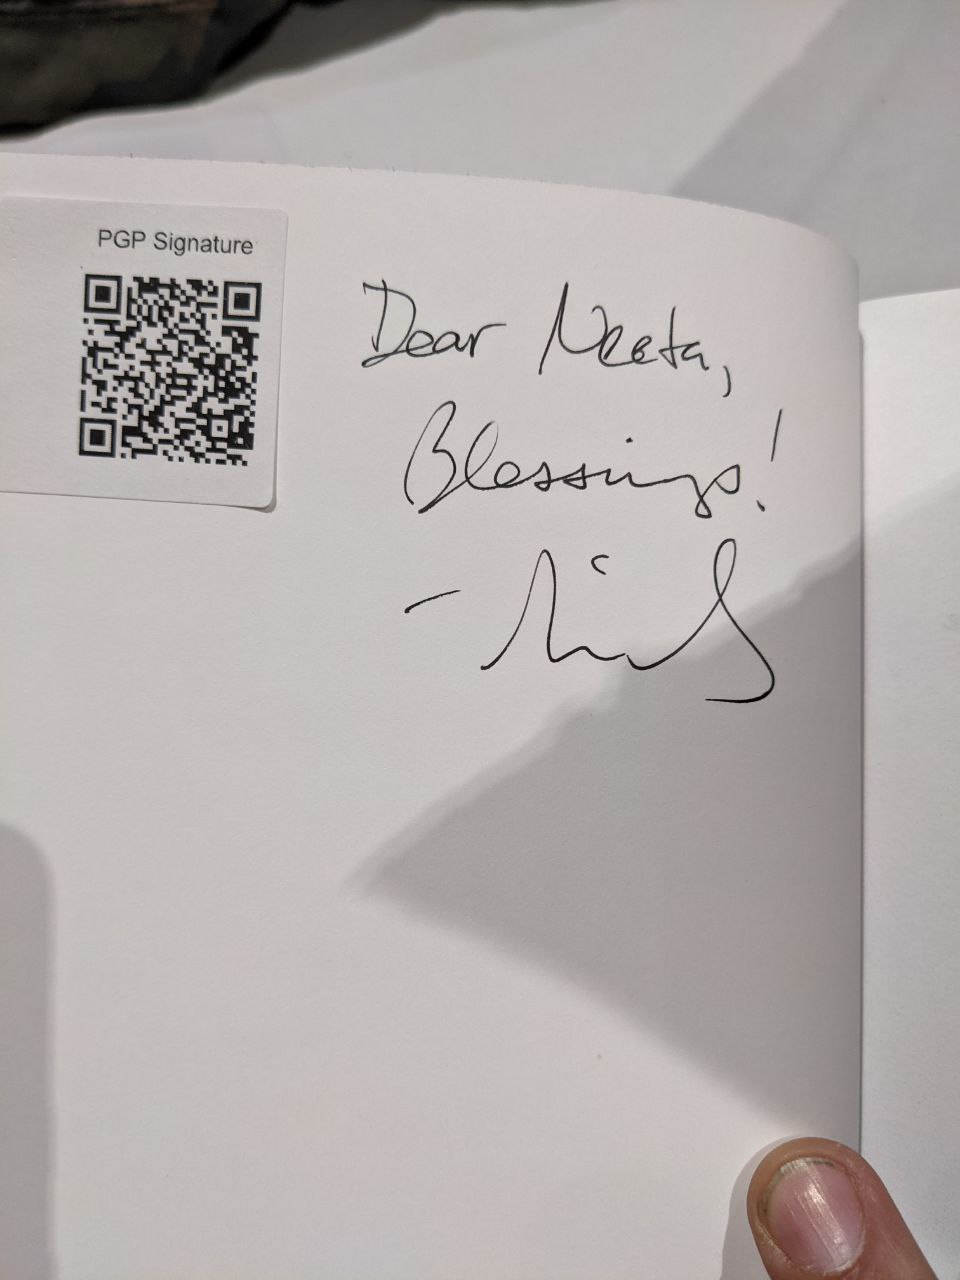 PGP Signature
Dear Neeta,
Blessings!